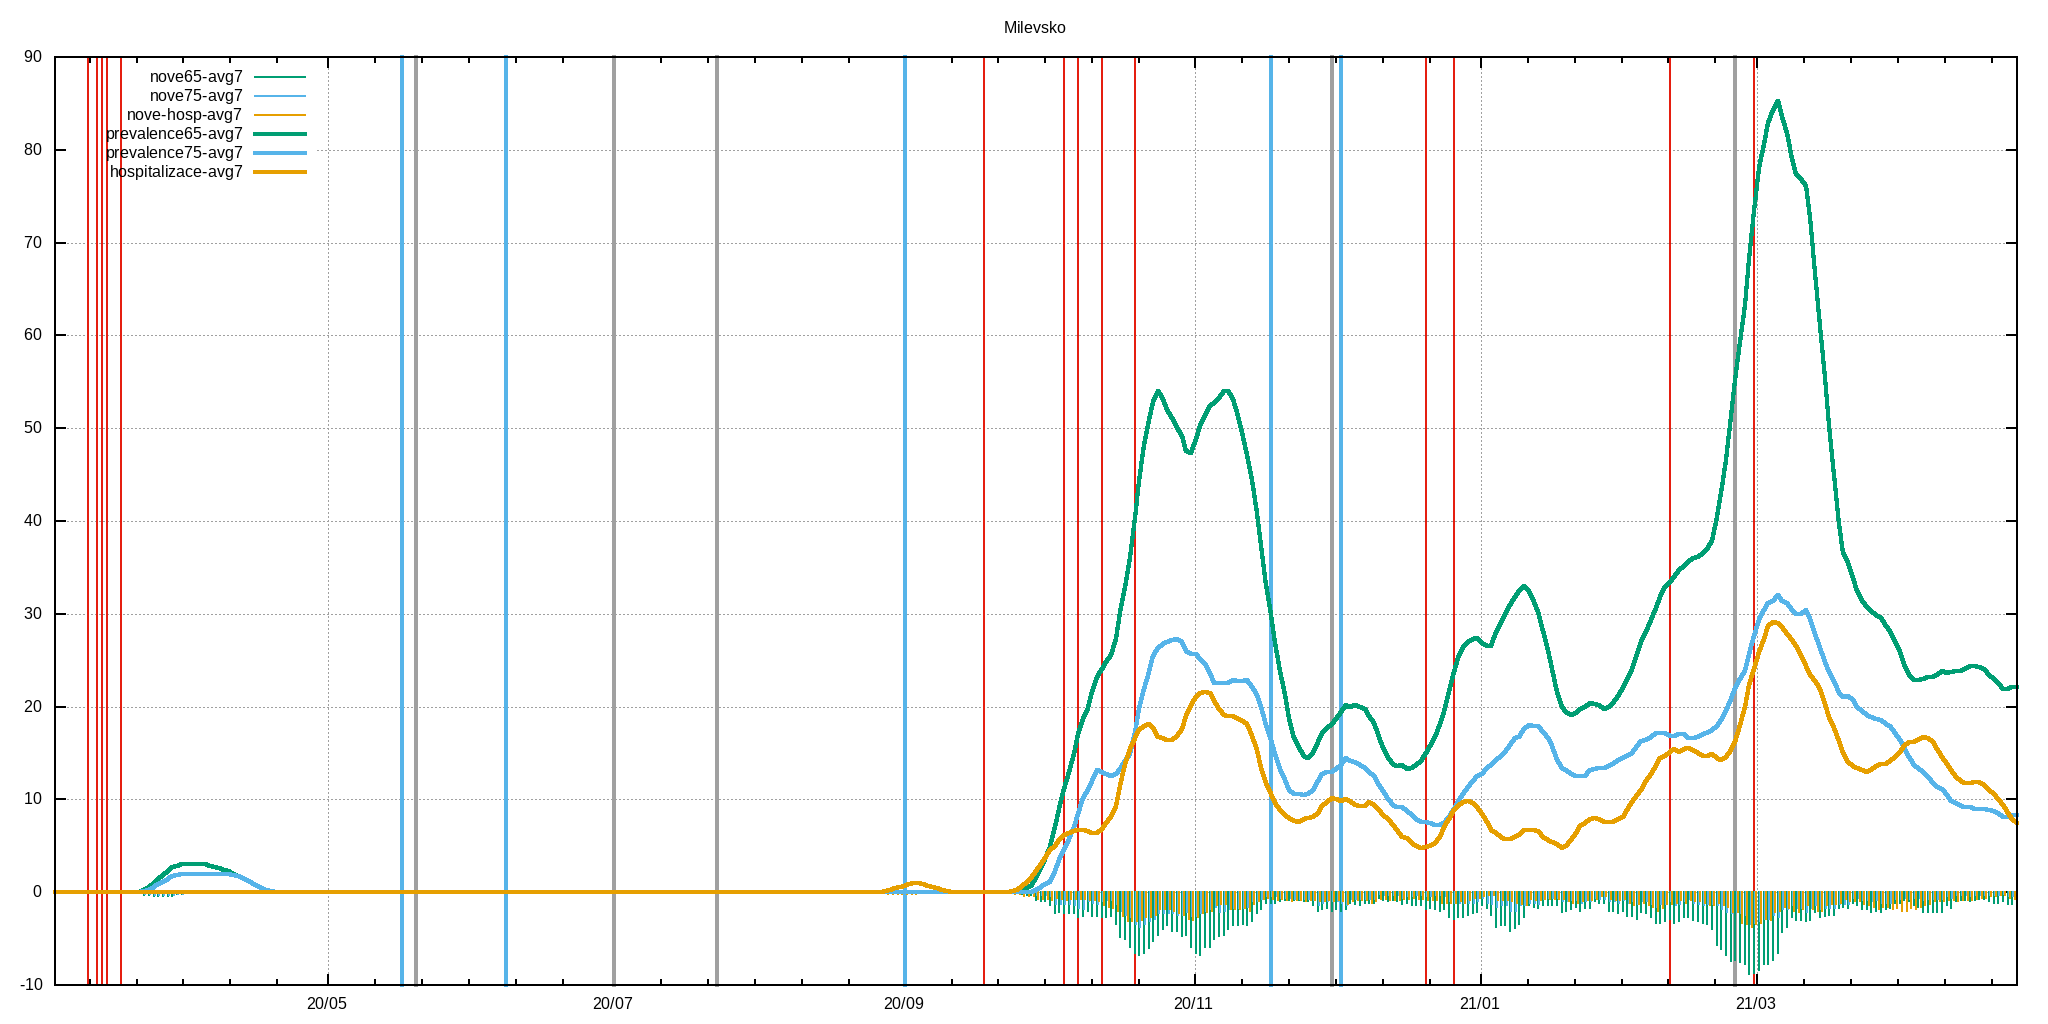 Milevsko
90
80
70
60
50
40
30
20
10
0
-10
nove65-avg7
nove75-avg7
nove-hosp-avg7
prevalence65-avg7
prevalence75-avg7
hospitalizace-avg7
20/05 20/07 20/09 20/11 21/01 21/03